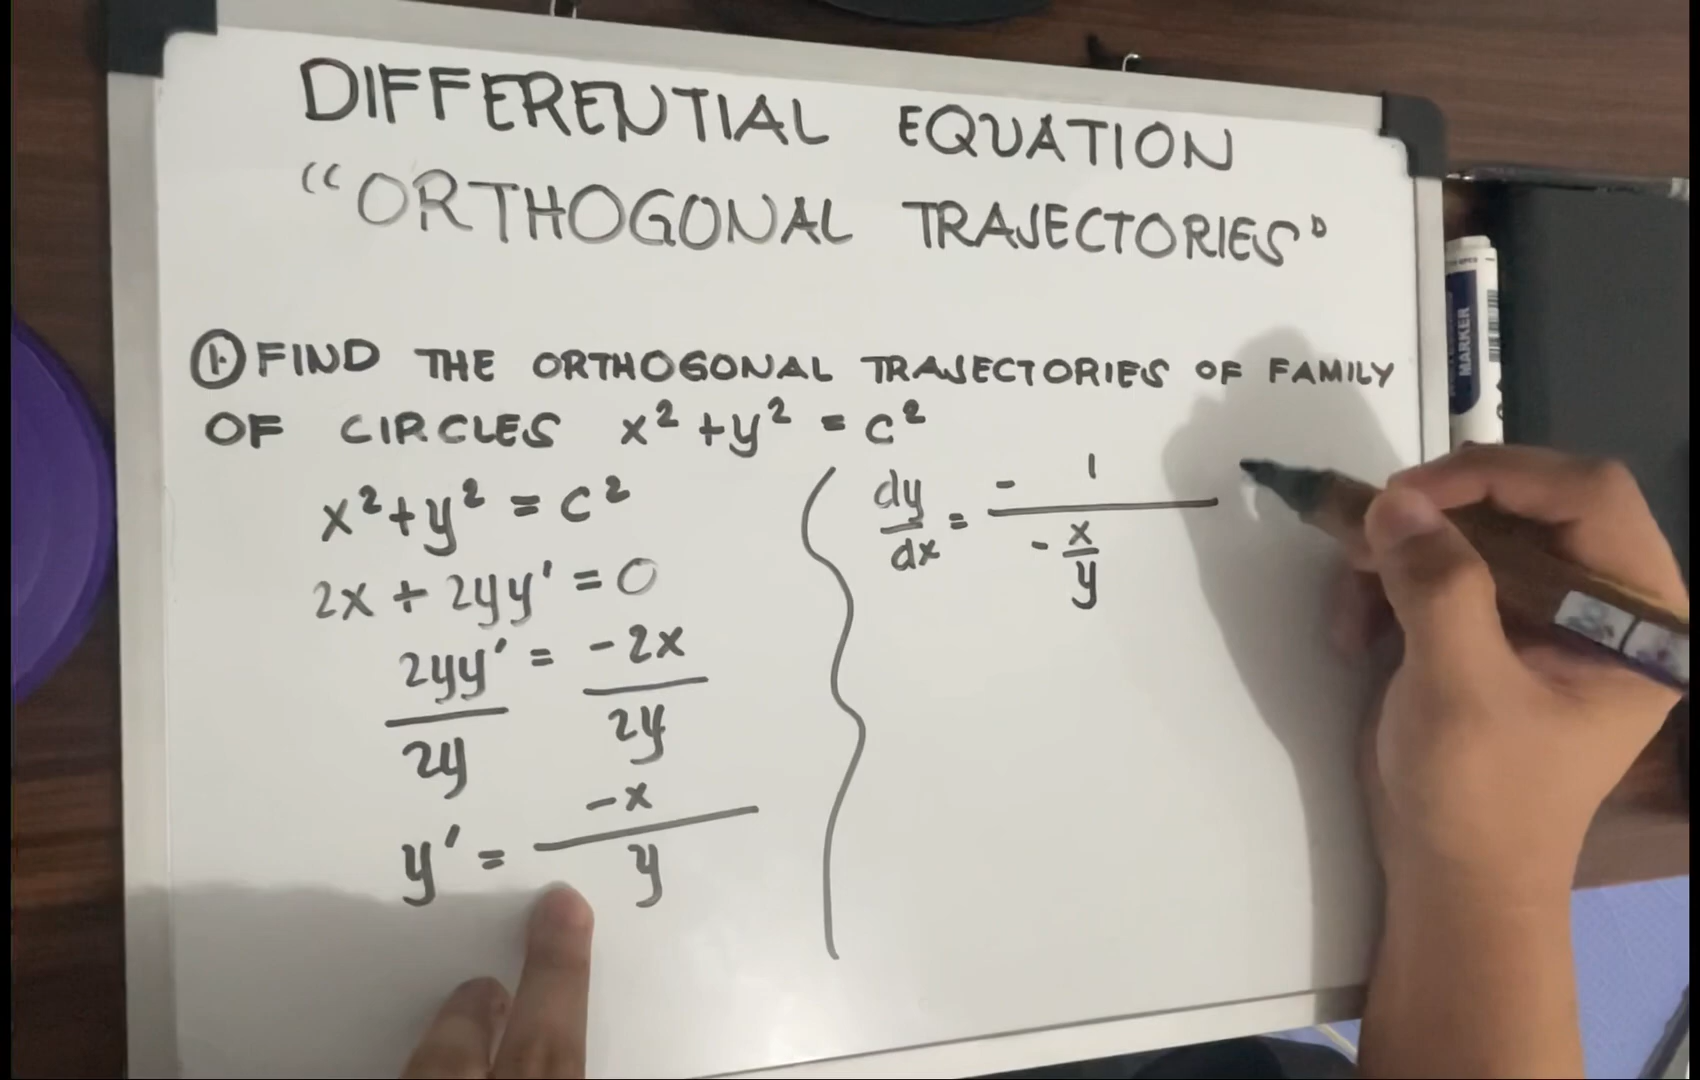 DIFFERENTIAL EQUATION
"ORTHOGONAL TRAJECTORIES"
① FIND THE ORTHOGONAL TRAJECTORIES OF FAMILY
OF CIRCLES x² + y² = c²
x² + y² = c²
2x + 2yy' = 0
2yy' / 2y = -2x / 2y
y' = -x / y
dy/dx = - 1 / (- x/y)
MARKER